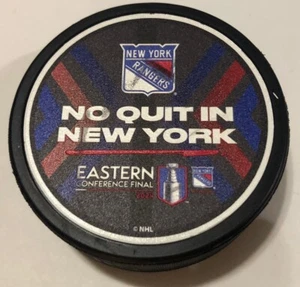 NEW YORK
RANGERS
NO QUIT IN
NEW YORK
EASTERN
CONFERENCE FINAL
© NHL